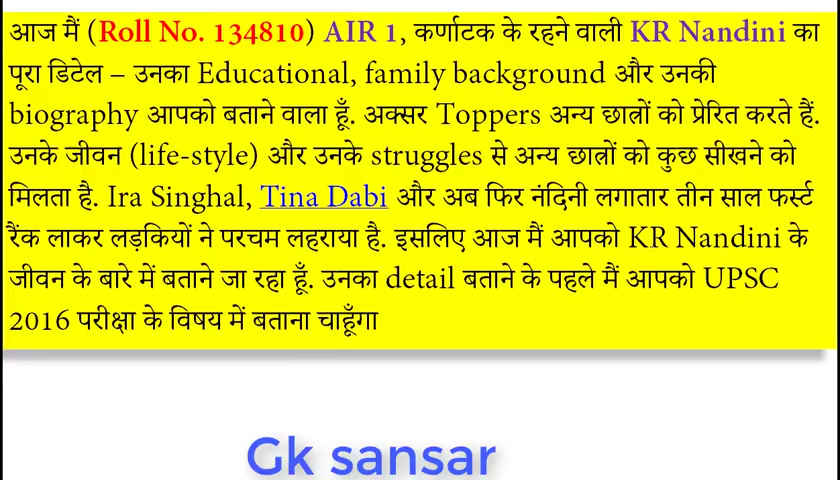 आज मैं (Roll No. 134810) AIR 1, कर्णाटक के रहने वाली KR Nandini का
पूरा डिटेल – उनका Educational, family background और उनकी
biography आपको बताने वाला हूँ. अक्सर Toppers अन्य छात्रों को प्रेरित करते हैं.
उनके जीवन (life-style) और उनके struggles से अन्य छात्रों को कुछ सीखने को
मिलता है. Ira Singhal, Tina Dabi और अब फिर नंदिनी लगातार तीन साल फर्स्ट
रैंक लाकर लड़कियों ने परचम लहराया है. इसलिए आज मैं आपको KR Nandini के
जीवन के बारे में बताने जा रहा हूँ. उनका detail बताने के पहले मैं आपको UPSC
2016 परीक्षा के विषय में बताना चाहूँगा
Gk sansar